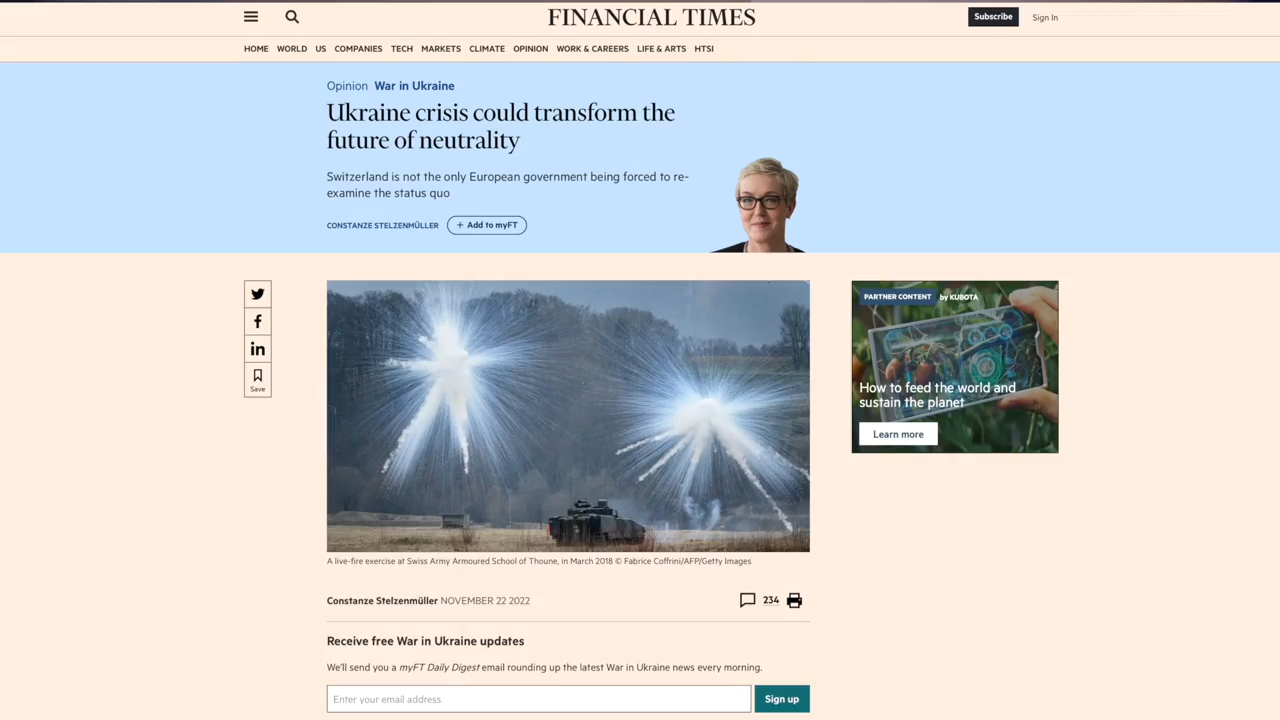 FINANCIAL TIMES
Subscribe
Sign In
HOME WORLD US COMPANIES TECH MARKETS CLIMATE OPINION WORK & CAREERS LIFE & ARTS HTSI
Opinion War in Ukraine
Ukraine crisis could transform the
future of neutrality
Switzerland is not the only European government being forced to re-
examine the status quo
CONSTANZE STELZENMÜLLER
+ Add to myFT
Save
PARTNER CONTENT by KUBOTA
How to feed the world and
sustain the planet
Learn more
A live-fire exercise at Swiss Army Armoured School of Thoune, in March 2018 © Fabrice Coffrini/AFP/Getty Images
Constanze Stelzenmüller NOVEMBER 22 2022
234
Receive free War in Ukraine updates
We'll send you a myFT Daily Digest email rounding up the latest War in Ukraine news every morning.
Enter your email address
Sign up